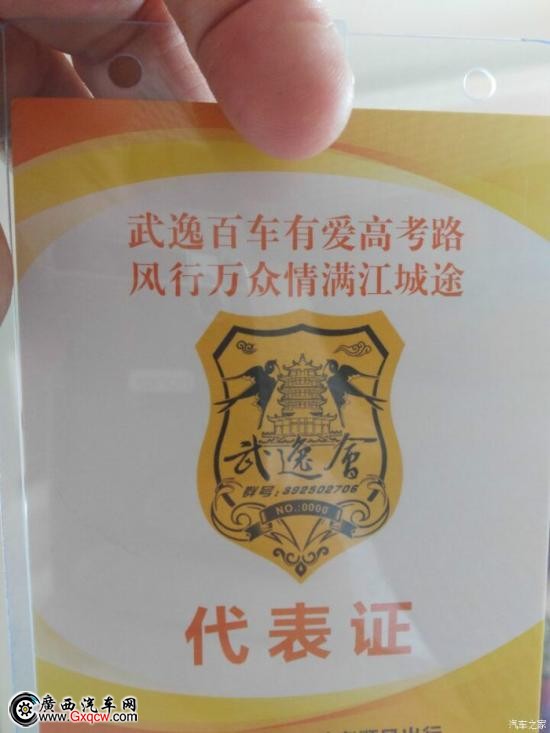 武逸百车有爱高考路
风行万众情满江城途
武逸會
群号:392502706
NO.:0000
代表证
廣西汽车网
www.Gxqcw.com
汽车之家